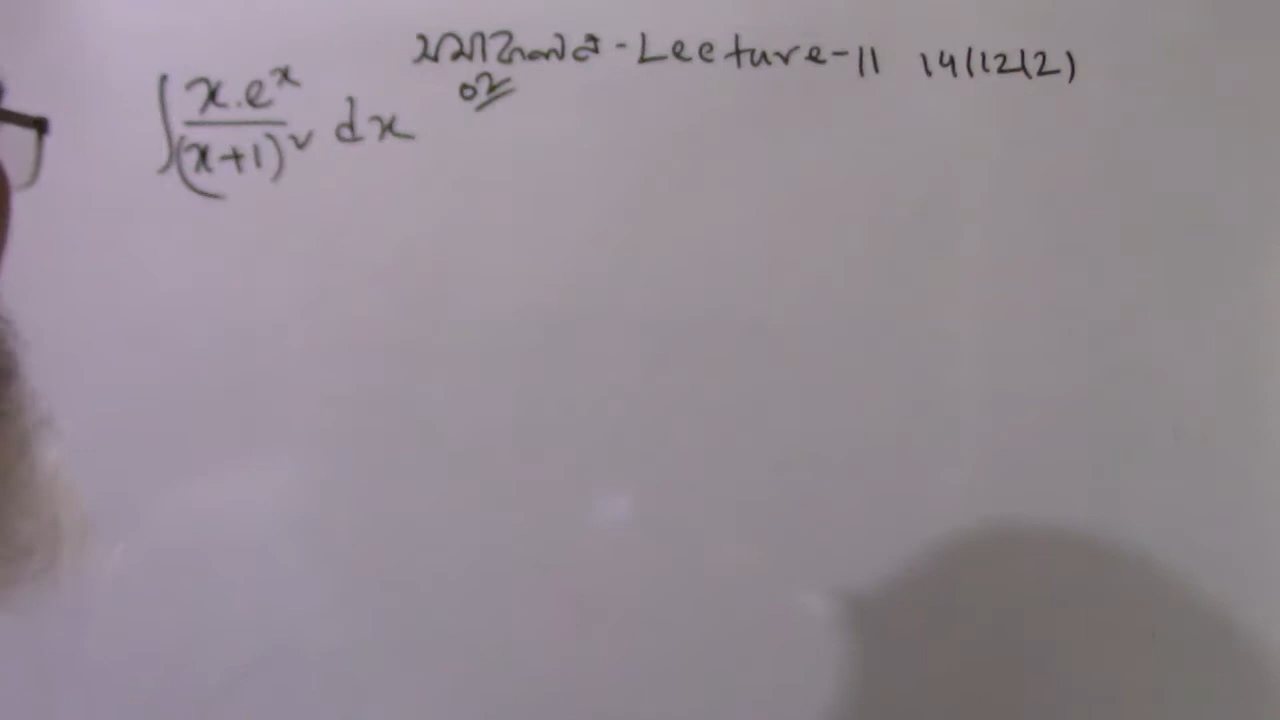 সমাকলন - Lecture-11 14/12/21
02
∫ x.e^x / (x+1)^2 dx